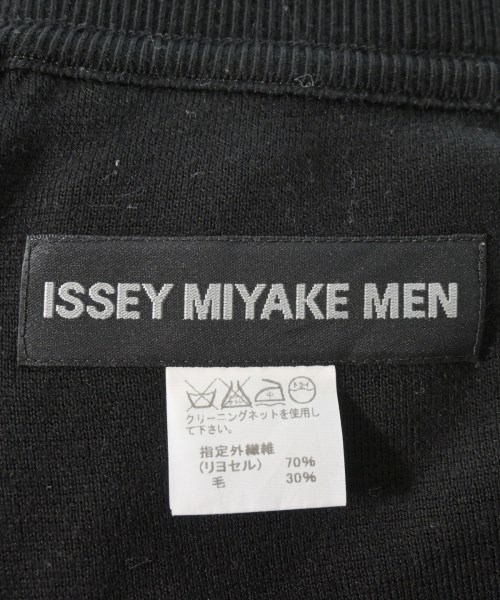 ISSEY MIYAKE MEN
クリーニングネットを使用し
て下さい。
指定外繊維
(リヨセル) 70%
毛 30%